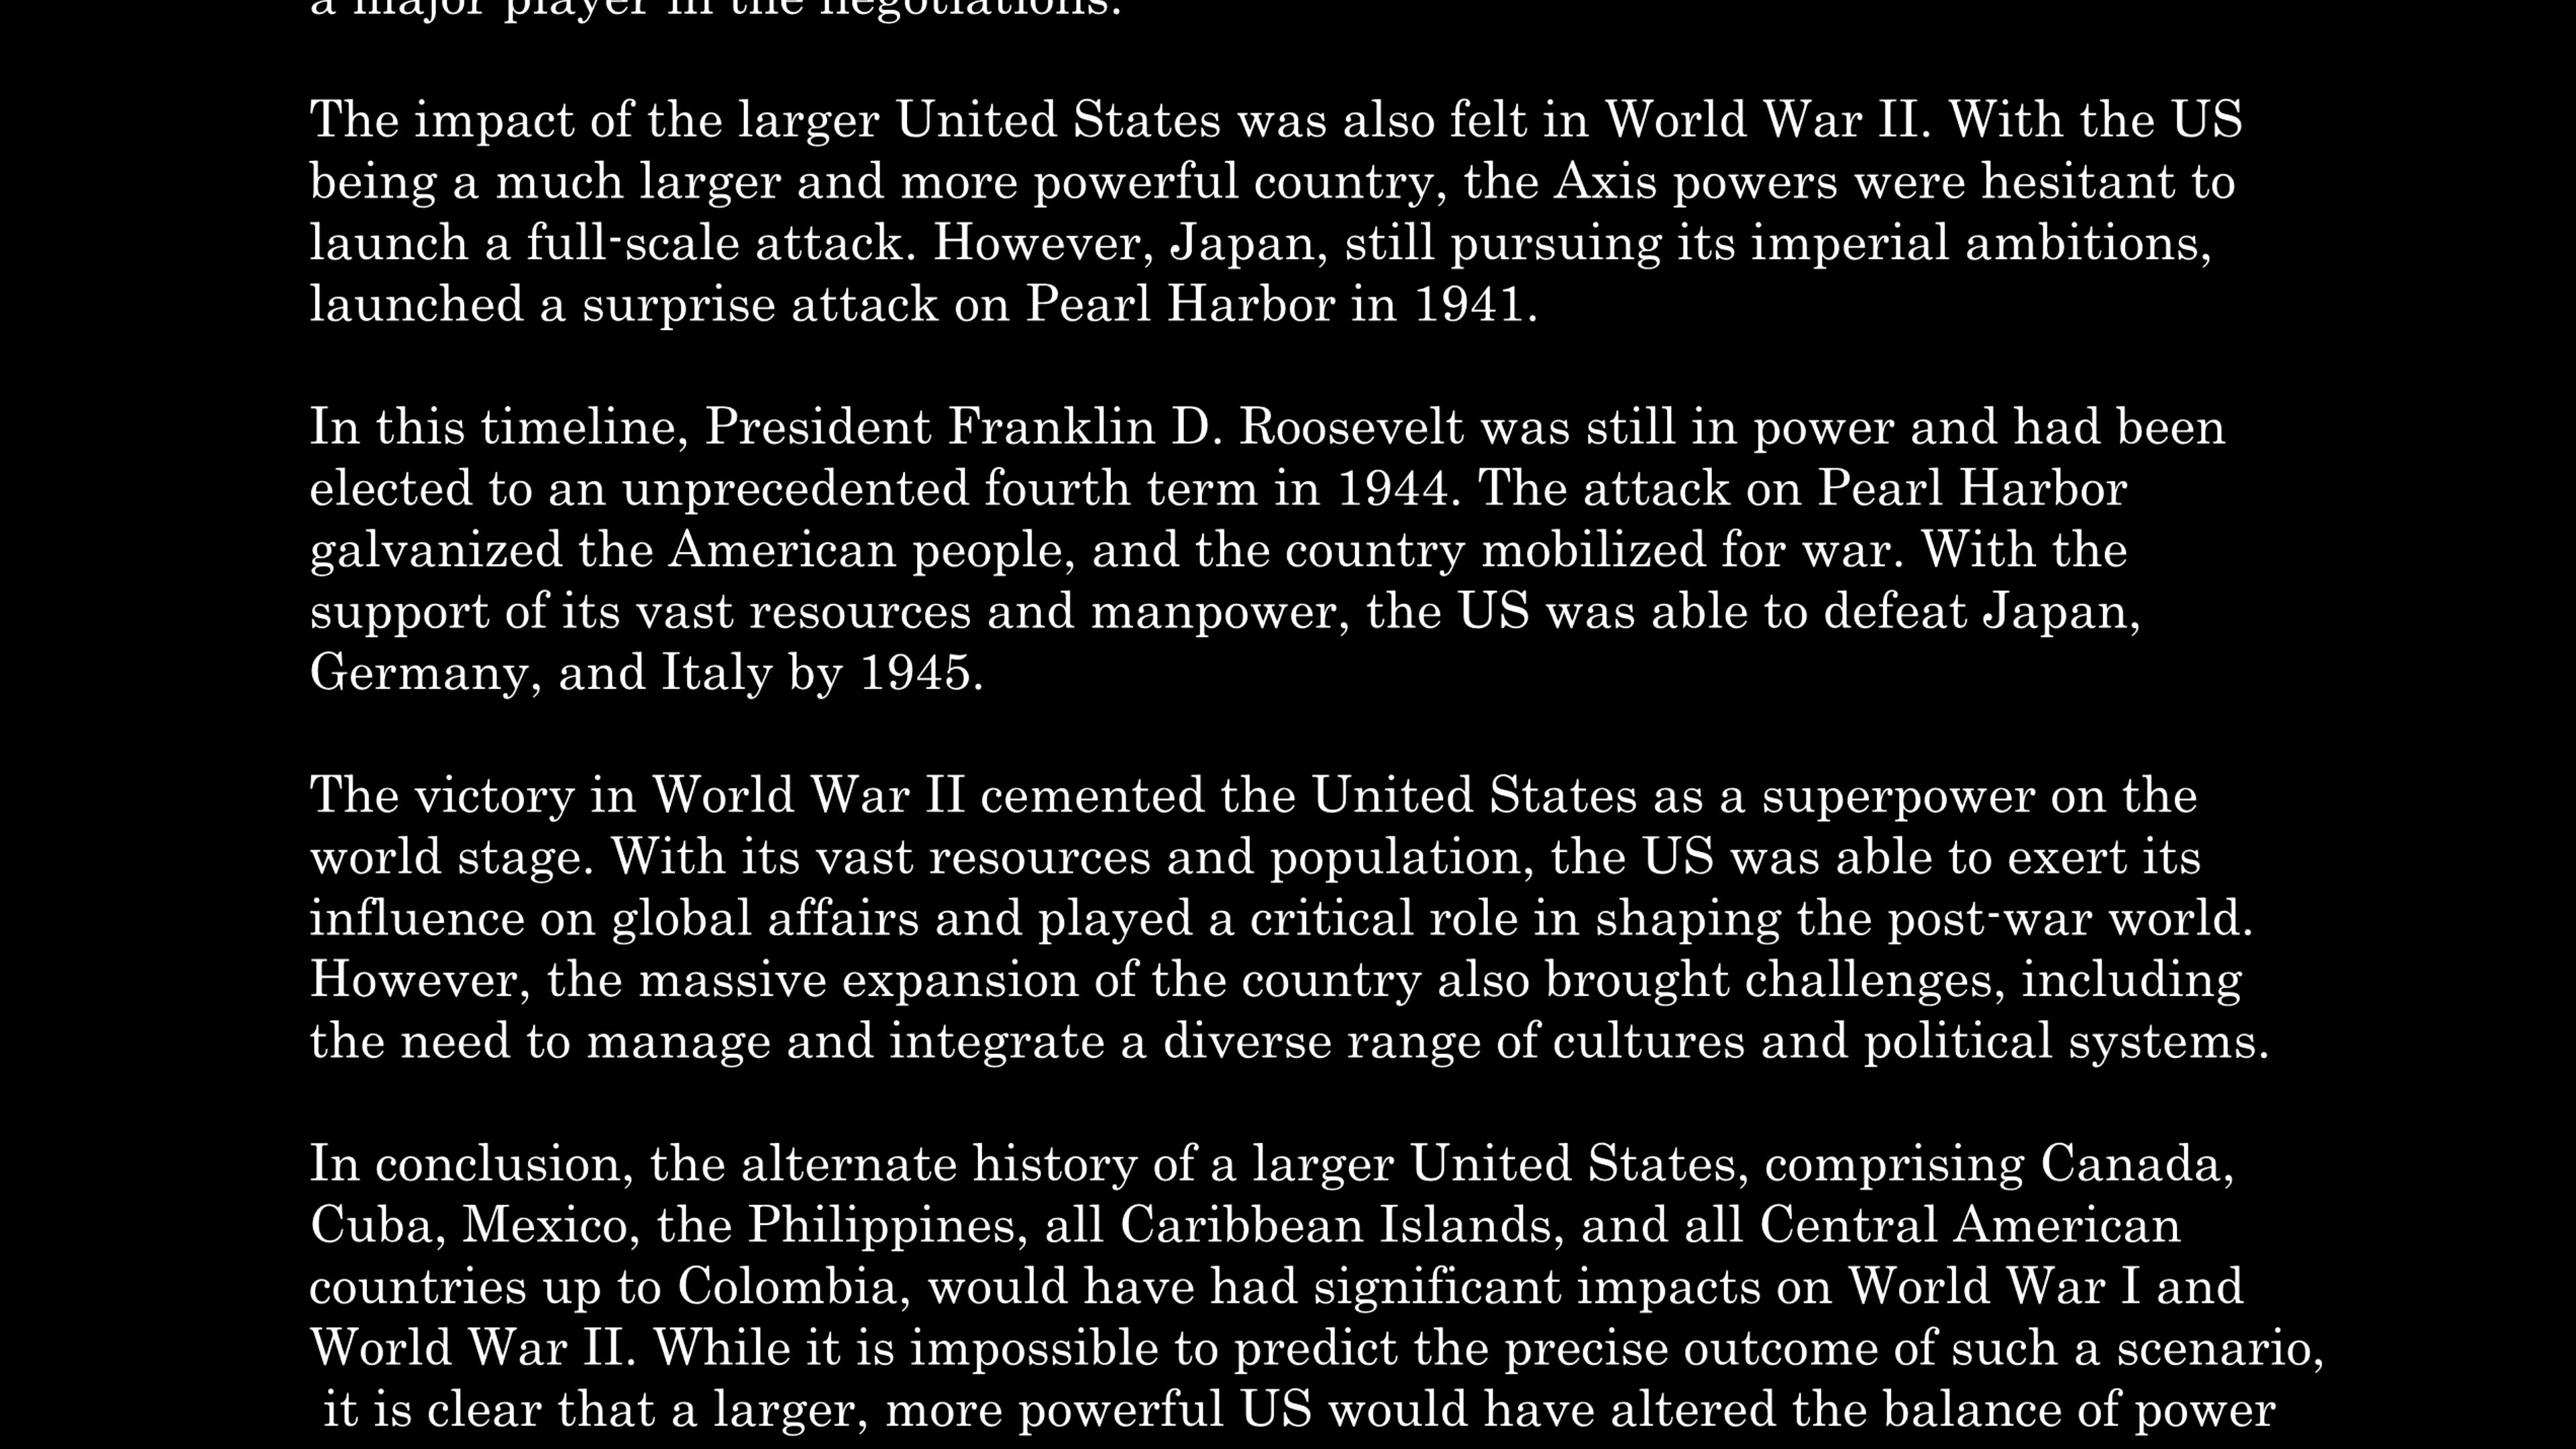 a major player in the negotiations.
The impact of the larger United States was also felt in World War II. With the US
being a much larger and more powerful country, the Axis powers were hesitant to
launch a full-scale attack. However, Japan, still pursuing its imperial ambitions,
launched a surprise attack on Pearl Harbor in 1941.
In this timeline, President Franklin D. Roosevelt was still in power and had been
elected to an unprecedented fourth term in 1944. The attack on Pearl Harbor
galvanized the American people, and the country mobilized for war. With the
support of its vast resources and manpower, the US was able to defeat Japan,
Germany, and Italy by 1945.
The victory in World War II cemented the United States as a superpower on the
world stage. With its vast resources and population, the US was able to exert its
influence on global affairs and played a critical role in shaping the post-war world.
However, the massive expansion of the country also brought challenges, including
the need to manage and integrate a diverse range of cultures and political systems.
In conclusion, the alternate history of a larger United States, comprising Canada,
Cuba, Mexico, the Philippines, all Caribbean Islands, and all Central American
countries up to Colombia, would have had significant impacts on World War I and
World War II. While it is impossible to predict the precise outcome of such a scenario,
it is clear that a larger, more powerful US would have altered the balance of power